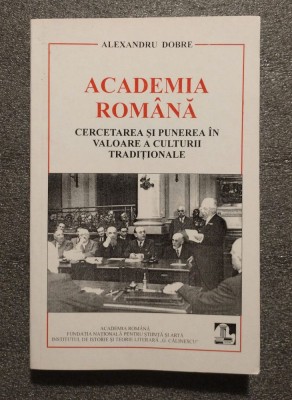 ALEXANDRU DOBRE
ACADEMIA
ROMÂNĂ
CERCETAREA ȘI PUNEREA ÎN
VALOARE A CULTURII
TRADIȚIONALE
ACADEMIA ROMÂNĂ
FUNDAȚIA NAȚIONALĂ PENTRU ȘTIINȚĂ ȘI ARTĂ
INSTITUTUL DE ISTORIE ȘI TEORIE LITERARĂ „G. CĂLINESCU"